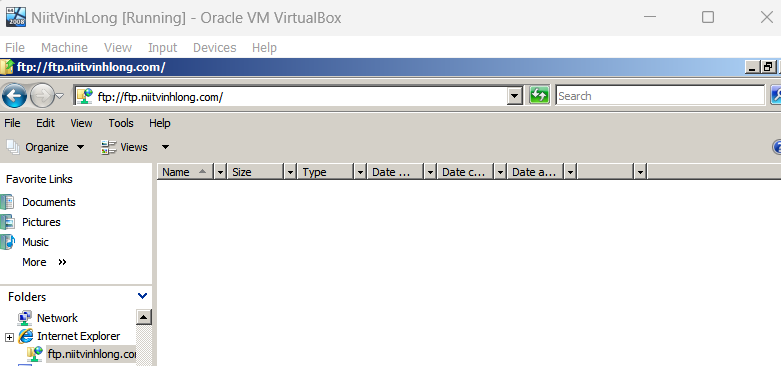 NiitVinhLong [Running] - Oracle VM VirtualBox
File Machine View Input Devices Help
ftp://ftp.niitvinhlong.com/
ftp://ftp.niitvinhlong.com/ Search
File Edit View Tools Help
Organize Views
Favorite Links
Name Size Type Date ... Date c... Date a...
Documents
Pictures
Music
More »
Folders
Network
Internet Explorer
ftp.niitvinhlong.co